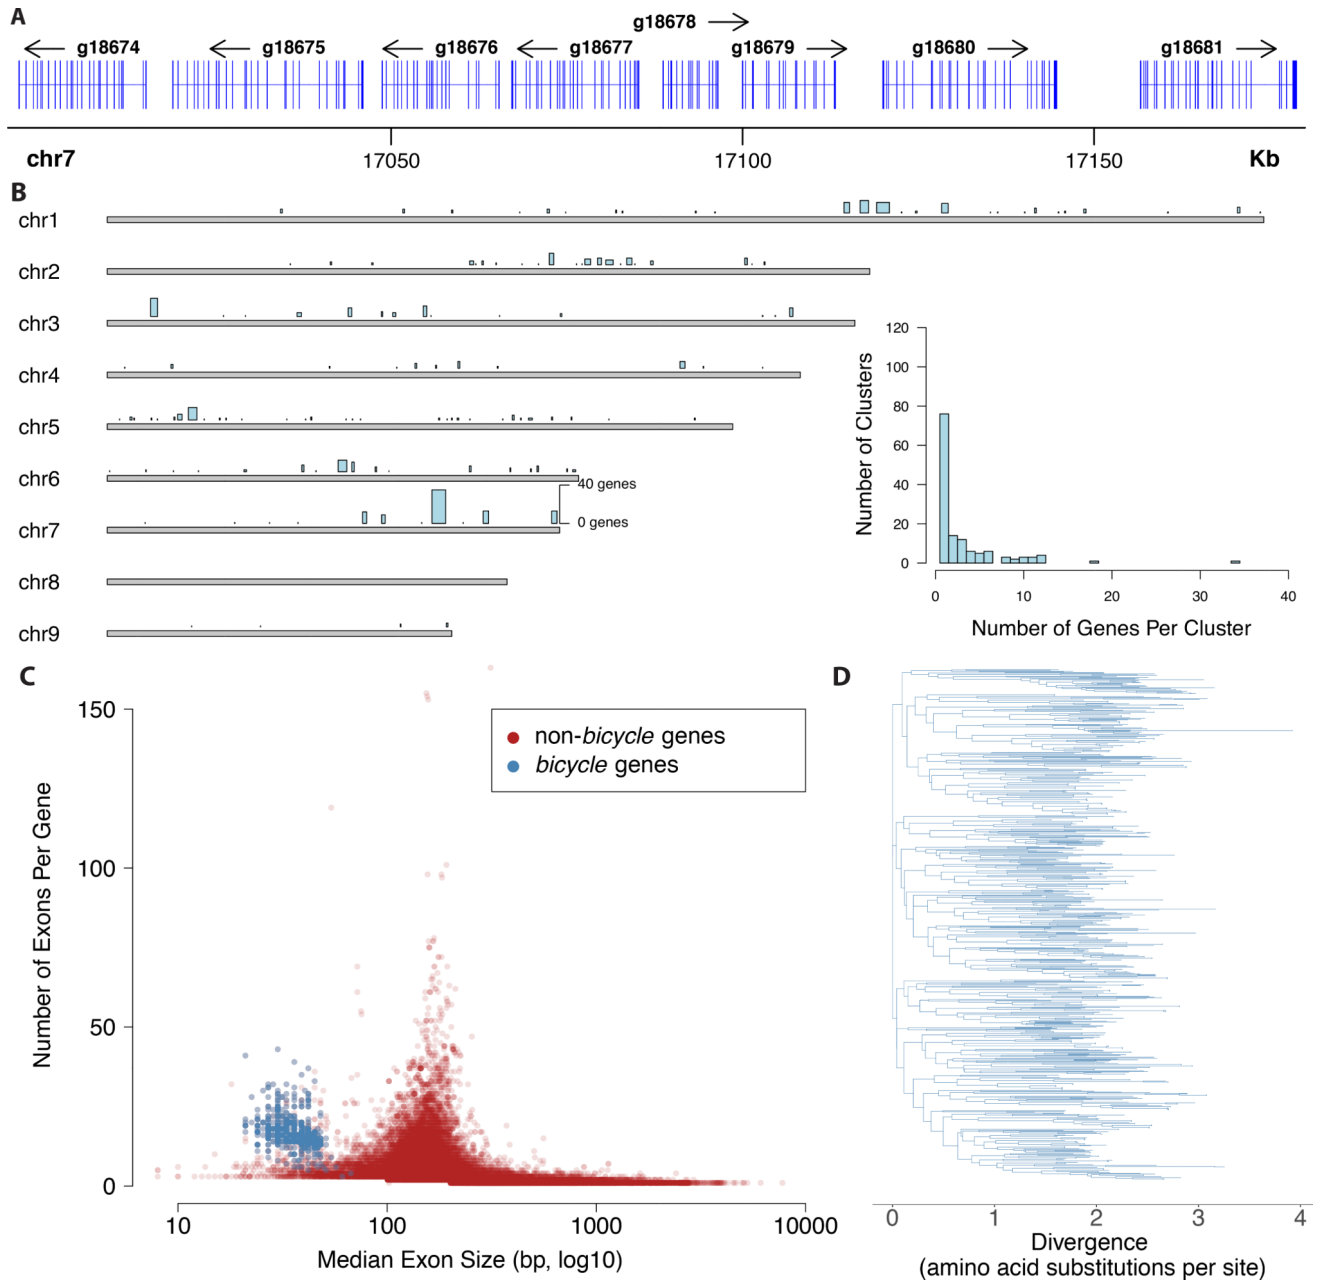 A
g18678
g18674
g18675
g18676
g18677
g18679
g18680
g18681
chr7
17050
17100
17150
Kb
B
chr1
chr2
chr3
chr4
chr5
chr6
40 genes
chr7
0 genes
chr8
chr9
Number of Clusters
120
100
80
60
40
20
0
0
10
20
30
40
Number of Genes Per Cluster
C
Number of Exons Per Gene
150
100
50
0
non-bicycle genes
bicycle genes
10
100
1000
10000
Median Exon Size (bp, log10)
D
0
1
2
3
4
Divergence
(amino acid substitutions per site)